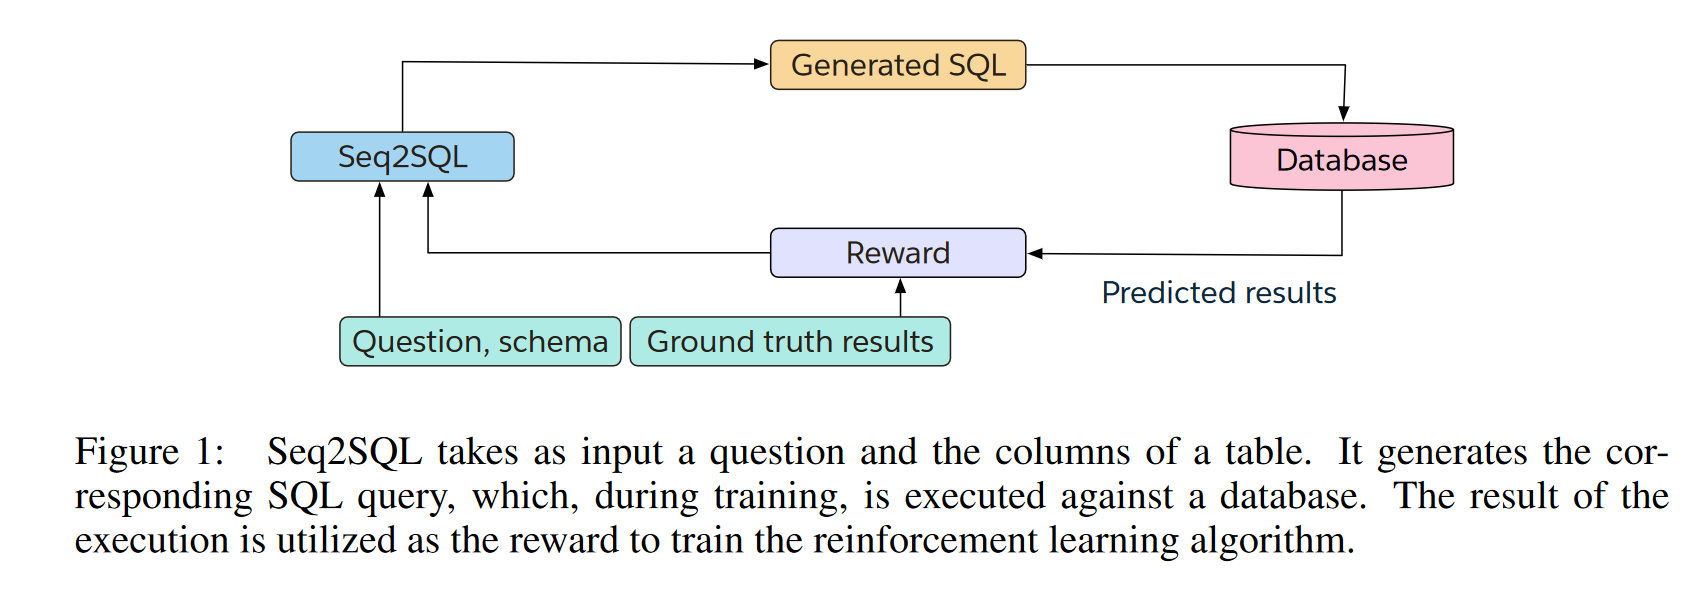 Generated SQL
Seq2SQL
Database
Reward
Predicted results
Question, schema
Ground truth results
Figure 1: Seq2SQL takes as input a question and the columns of a table. It generates the cor-
responding SQL query, which, during training, is executed against a database. The result of the
execution is utilized as the reward to train the reinforcement learning algorithm.